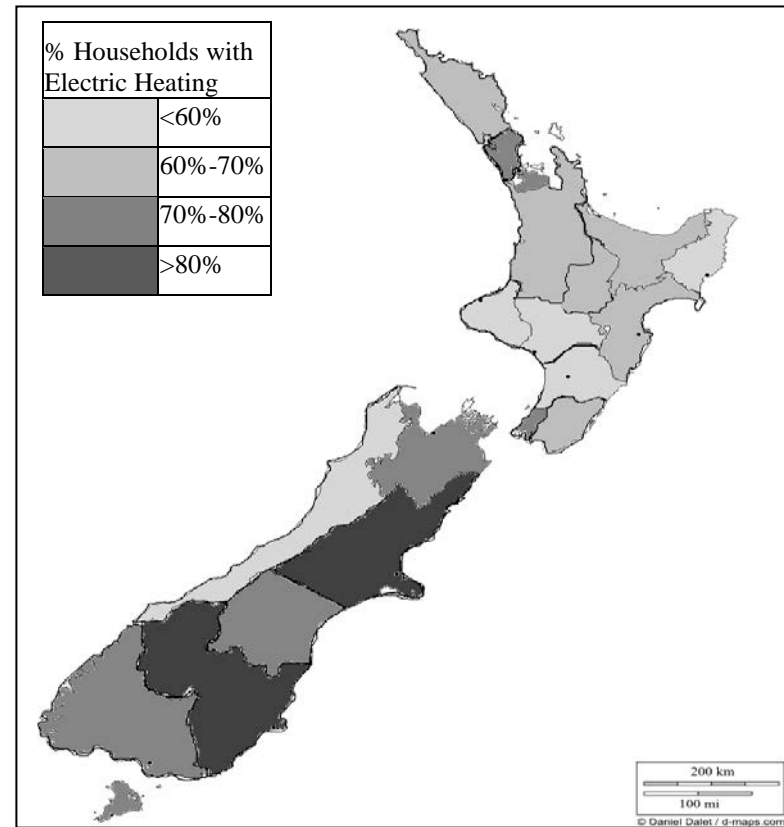 % Households with
Electric Heating
<60%
60%-70%
70%-80%
>80%
200 km
100 mi
© Daniel Dalet / d-maps.com